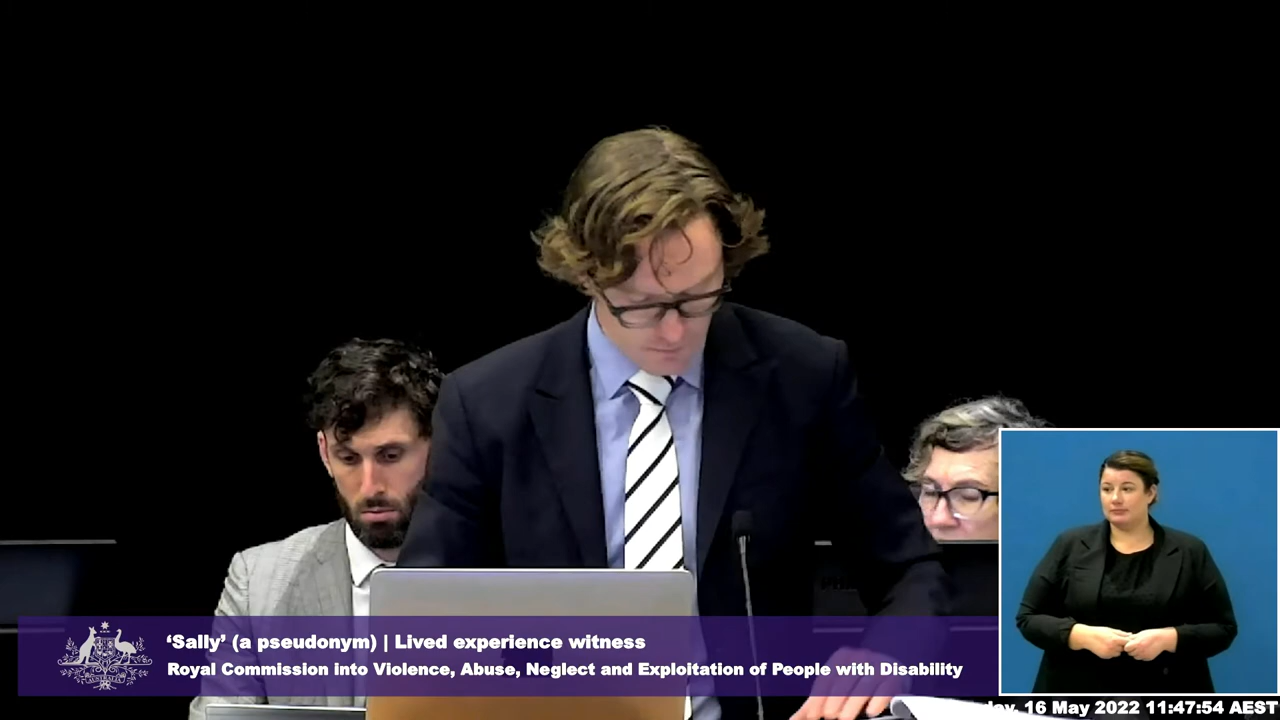 ‘Sally’ (a pseudonym) | Lived experience witness
Royal Commission into Violence, Abuse, Neglect and Exploitation of People with Disability
16 May 2022 11:47:54 AEST